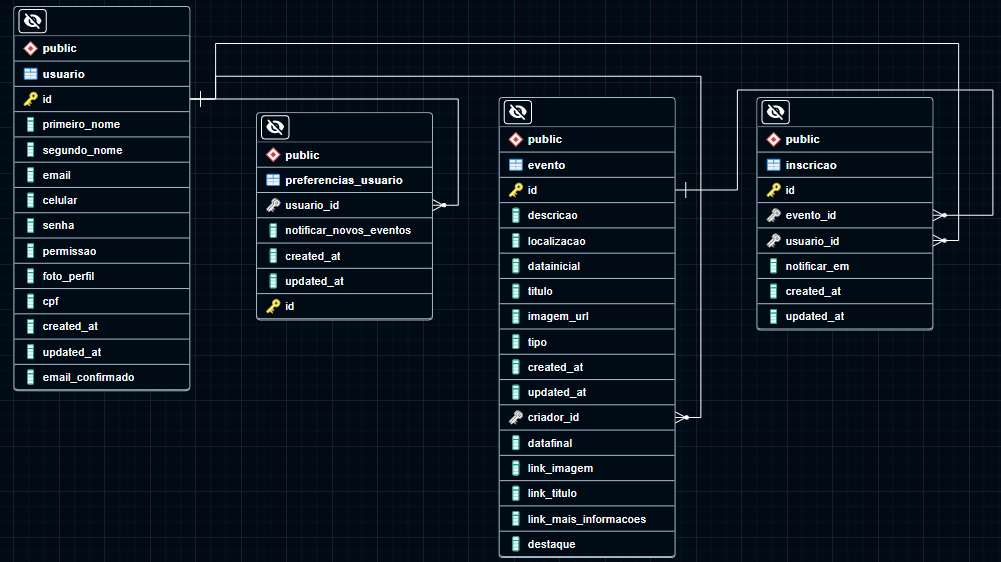 public
usuario
id
primeiro_nome
segundo_nome
email
celular
senha
permissao
foto_perfil
cpf
created_at
updated_at
email_confirmado
public
preferencias_usuario
usuario_id
notificar_novos_eventos
created_at
updated_at
id
public
evento
id
descricao
localizacao
datainicial
titulo
imagem_url
tipo
created_at
updated_at
criador_id
datafinal
link_imagem
link_titulo
link_mais_informacoes
destaque
public
inscricao
id
evento_id
usuario_id
notificar_em
created_at
updated_at